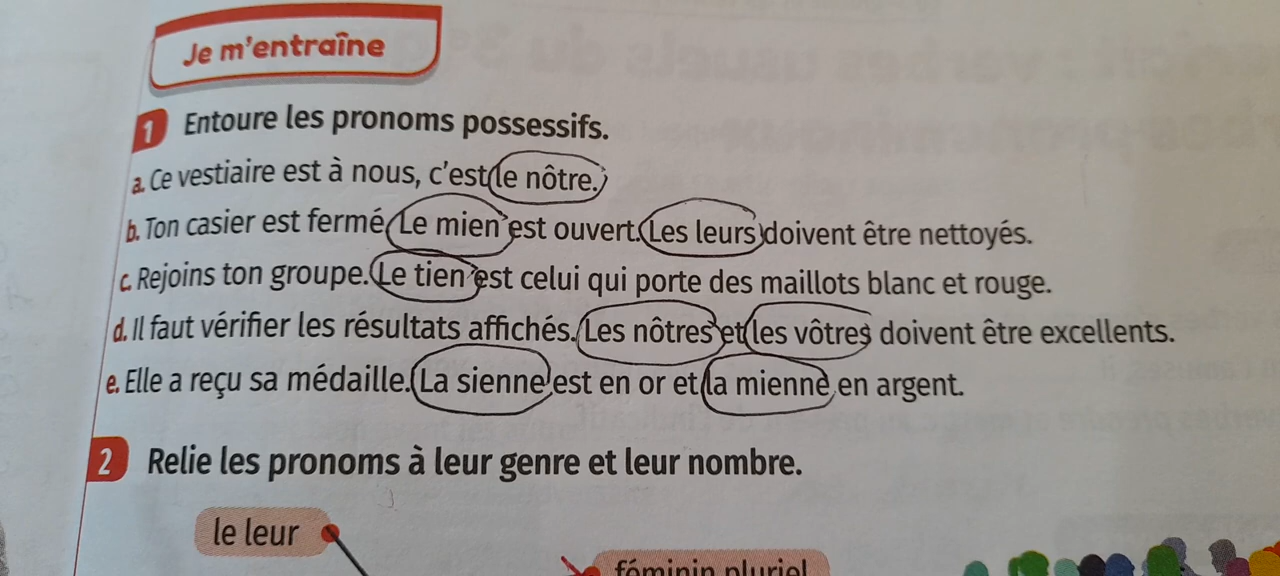 Je m'entraîne
1 Entoure les pronoms possessifs.
a. Ce vestiaire est à nous, c'est le nôtre.
b. Ton casier est fermé. Le mien est ouvert. Les leurs doivent être nettoyés.
c. Rejoins ton groupe. Le tien est celui qui porte des maillots blanc et rouge.
d. Il faut vérifier les résultats affichés. Les nôtres et les vôtres doivent être excellents.
e. Elle a reçu sa médaille. La sienne est en or et la mienne en argent.
2 Relie les pronoms à leur genre et leur nombre.
le leur
féminin pluriel